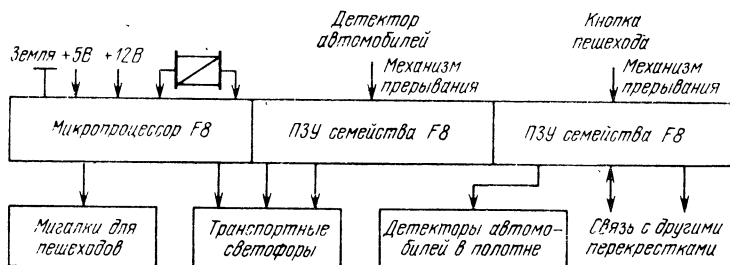 Детектор
автомобилей
Кнопка
пешехода
Земля +5В +12В
Механизм
прерывания
Механизм
прерывания
Микропроцессор F8
ПЗУ семейства F8
ПЗУ семейства F8
Мигалки для
пешеходов
Транспортные
светофоры
Детекторы автомо-
билей в полотне
Связь с другими
перекрестками